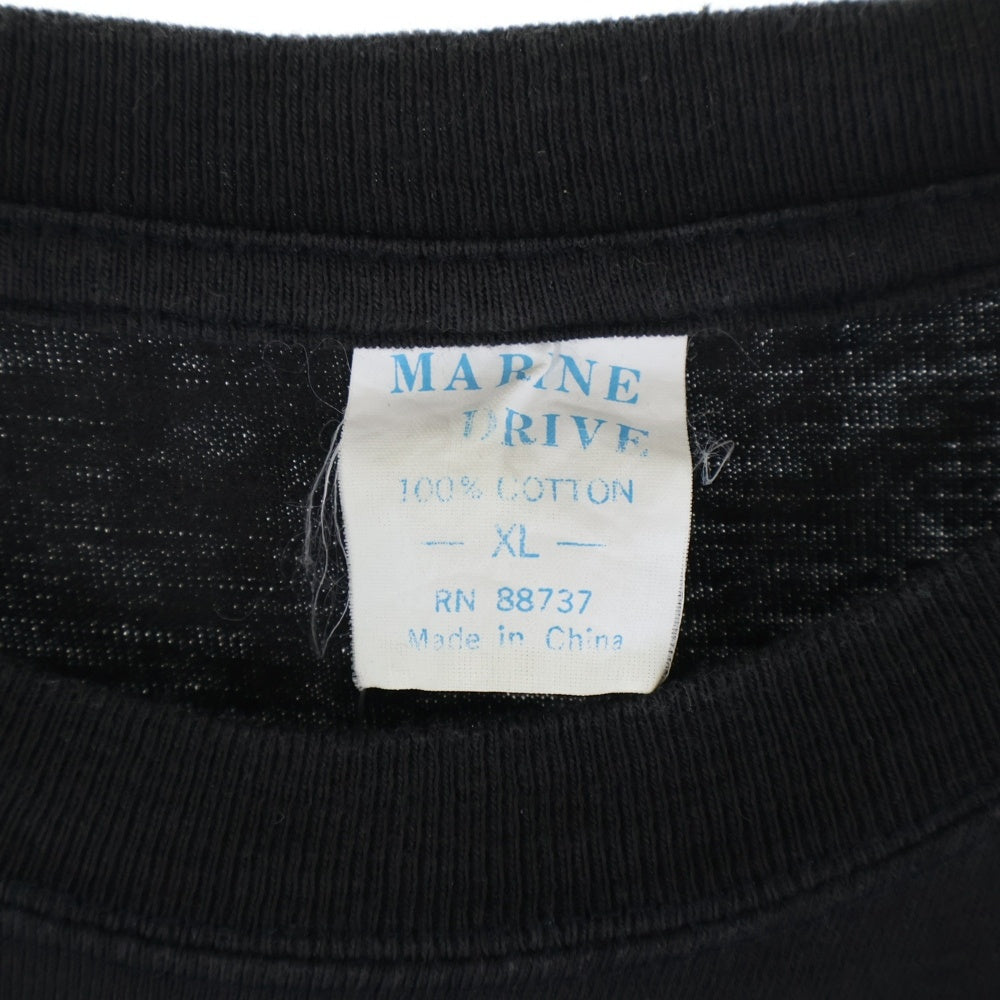 MARINE
DRIVE
100% COTTON
— XL —
RN 88737
Made in China